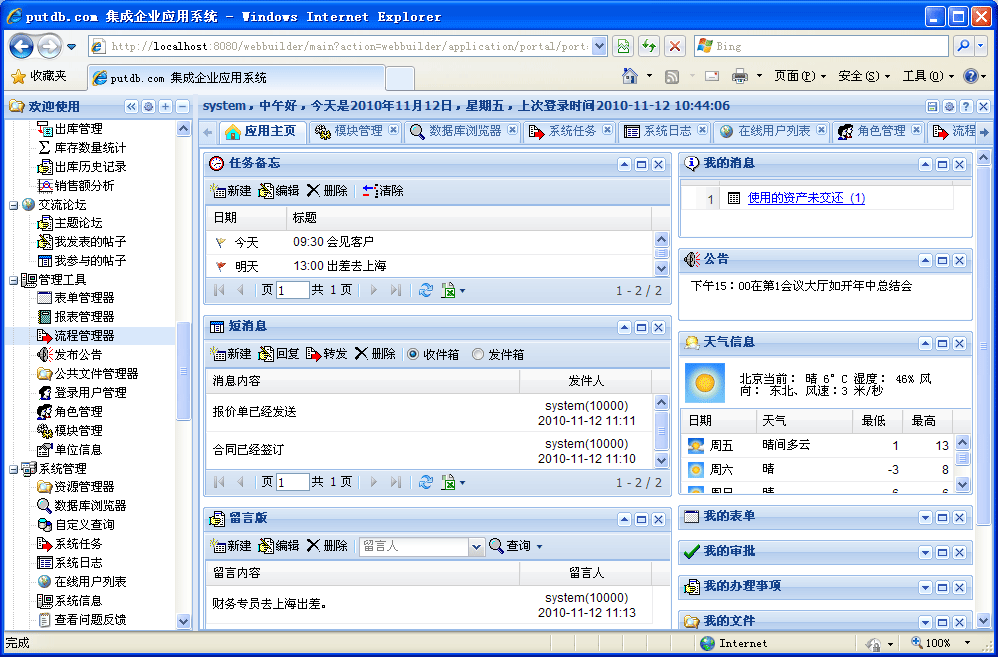 putdb.com 集成企业应用系统 - Windows Internet Explorer
http://localhost:8080/webbuilder/main?action=webbuilder/application/portal/port
Bing
收藏夹
putdb.com 集成企业应用系统
页面(P)
安全(S)
工具(O)
欢迎使用
system，中午好，今天是2010年11月12日，星期五，上次登录时间2010-11-12 10:44:06
出库管理
库存数量统计
出库历史记录
销售额分析
交流论坛
主题论坛
我发表的帖子
我参与的帖子
管理工具
表单管理器
报表管理器
流程管理器
发布公告
公共文件管理器
登录用户管理
角色管理
模块管理
单位信息
系统管理
资源管理器
数据库浏览器
自定义查询
系统任务
系统日志
在线用户列表
系统信息
查看问题反馈
应用主页
模块管理
数据库浏览器
系统任务
系统日志
在线用户列表
角色管理
流程
任务备忘
新建 编辑 删除 清除
日期 标题
今天 09:30 会见客户
明天 13:00 出差去上海
页 1 共 1 页 1 - 2 / 2
短消息
新建 回复 转发 删除 收件箱 发件箱
消息内容 发件人
报价单已经发送 system(10000)
2010-11-12 11:11
合同已经签订 system(10000)
2010-11-12 11:10
页 1 共 1 页 1 - 2 / 2
留言版
新建 编辑 删除 留言人 查询
留言内容 留言人
财务专员去上海出差。 system(10000)
2010-11-12 11:13
我的消息
1 使用的资产未交还 (1)
公告
下午15：00在第1会议大厅如开年中总结会
天气信息
北京当前： 晴 6°C 湿度： 46% 风
向： 东北、风速：3 米/秒
日期 天气 最低 最高
周五 晴间多云 1 13
周六 晴 -3 8
周日 晴 -6 6
我的表单
我的审批
我的办理事项
我的文件
完成
Internet
100%